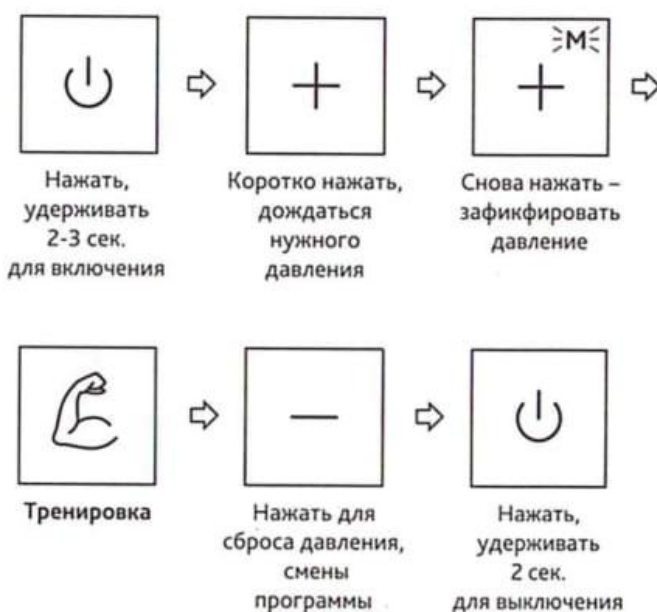 M
Нажать,
удерживать
2-3 сек.
для включения
Коротко нажать,
дождаться
нужного
давления
Снова нажать –
зафикфировать
давление
Тренировка
Нажать для
сброса давления,
смены
программы
Нажать,
удерживать
2 сек.
для выключения